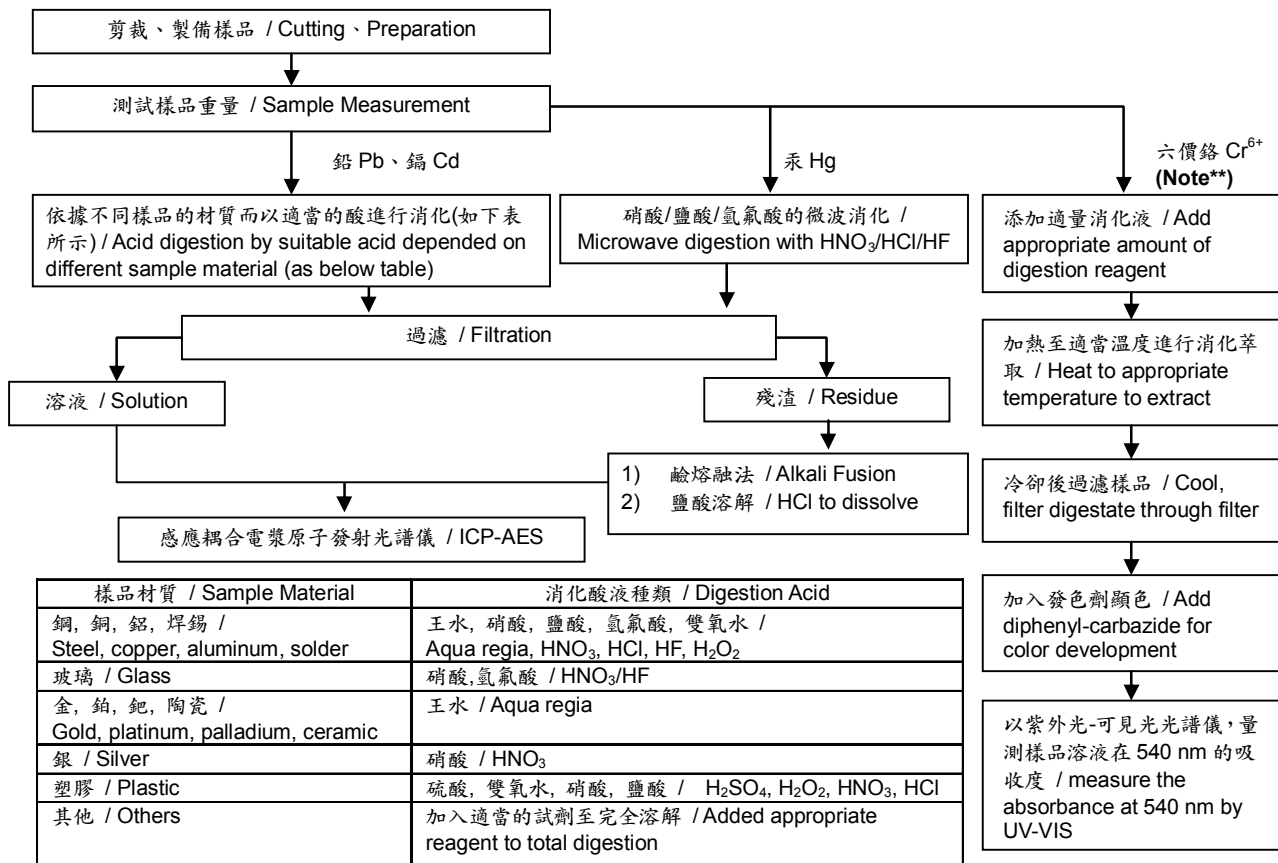 剪裁、製備樣品 / Cutting、Preparation
測試樣品重量 / Sample Measurement
鉛 Pb、鎘 Cd
汞 Hg
六價鉻 Cr⁶⁺
(Note**)
依據不同樣品的材質而以適當的酸進行消化(如下表
所示) / Acid digestion by suitable acid depended on
different sample material (as below table)
硝酸/鹽酸/氫氟酸的微波消化 /
Microwave digestion with HNO₃/HCl/HF
添加適量消化液 / Add
appropriate amount of
digestion reagent
過濾 / Filtration
加熱至適當溫度進行消化萃
取 / Heat to appropriate
temperature to extract
溶液 / Solution
殘渣 / Residue
1) 鹼熔融法 / Alkali Fusion
2) 鹽酸溶解 / HCl to dissolve
冷卻後過濾樣品 / Cool,
filter digestate through filter
感應耦合電漿原子發射光譜儀 / ICP-AES
加入發色劑顯色 / Add
diphenyl-carbazide for
color development
以紫外光-可見光光譜儀，量
測樣品溶液在 540 nm 的吸
收度 / measure the
absorbance at 540 nm by
UV-VIS
樣品材質 / Sample Material 消化酸液種類 / Digestion Acid
鋼, 銅, 鋁, 焊錫 / 王水, 硝酸, 鹽酸, 氫氟酸, 雙氧水 /
Steel, copper, aluminum, solder Aqua regia, HNO₃, HCl, HF, H₂O₂
玻璃 / Glass 硝酸,氫氟酸 / HNO₃/HF
金, 鉑, 鈀, 陶瓷 / 王水 / Aqua regia
Gold, platinum, palladium, ceramic
銀 / Silver 硝酸 / HNO₃
塑膠 / Plastic 硫酸, 雙氧水, 硝酸, 鹽酸 / H₂SO₄, H₂O₂, HNO₃, HCl
其他 / Others 加入適當的試劑至完全溶解 / Added appropriate
reagent to total digestion